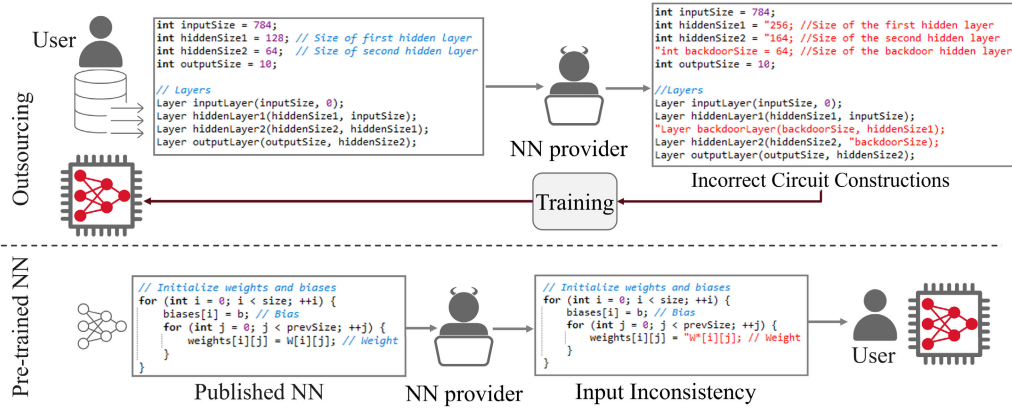 Outsourcing
User
int inputSize = 784;
int hiddenSize1 = 128; // Size of first hidden layer
int hiddenSize2 = 64;  // Size of second hidden layer
int outputSize = 10;
// Layers
Layer inputLayer(inputSize, 0);
Layer hiddenLayer1(hiddenSize1, inputSize);
Layer hiddenLayer2(hiddenSize2, hiddenSize1);
Layer outputLayer(outputSize, hiddenSize2);
NN provider
int inputSize = 784;
int hiddenSize1 = "256; //Size of the first hidden layer
int hiddenSize2 = "164; //Size of the second hidden layer
"int backdoorSize = 64; //Size of the backdoor hidden layer
int outputSize = 10;
//Layers
Layer inputLayer(inputSize, 0);
Layer hiddenLayer1(hiddenSize1, inputSize);
"Layer backdoorLayer(backdoorSize, hiddenSize1);
Layer hiddenLayer2(hiddenSize2, "backdoorSize);
Layer outputLayer(outputSize, hiddenSize2);
Incorrect Circuit Constructions
Training
Pre-trained NN
// Initialize weights and biases
for (int i = 0; i < size; ++i) {
biases[i] = b; // Bias
for (int j = 0; j < prevSize; ++j) {
weights[i][j] = W[i][j]; // Weight
}
}
Published NN
NN provider
// Initialize weights and biases
for (int i = 0; i < size; ++i) {
biases[i] = b; // Bias
for (int j = 0; j < prevSize; ++j) {
weights[i][j] = "W*[i][j]; // Weight
}
}
Input Inconsistency
User